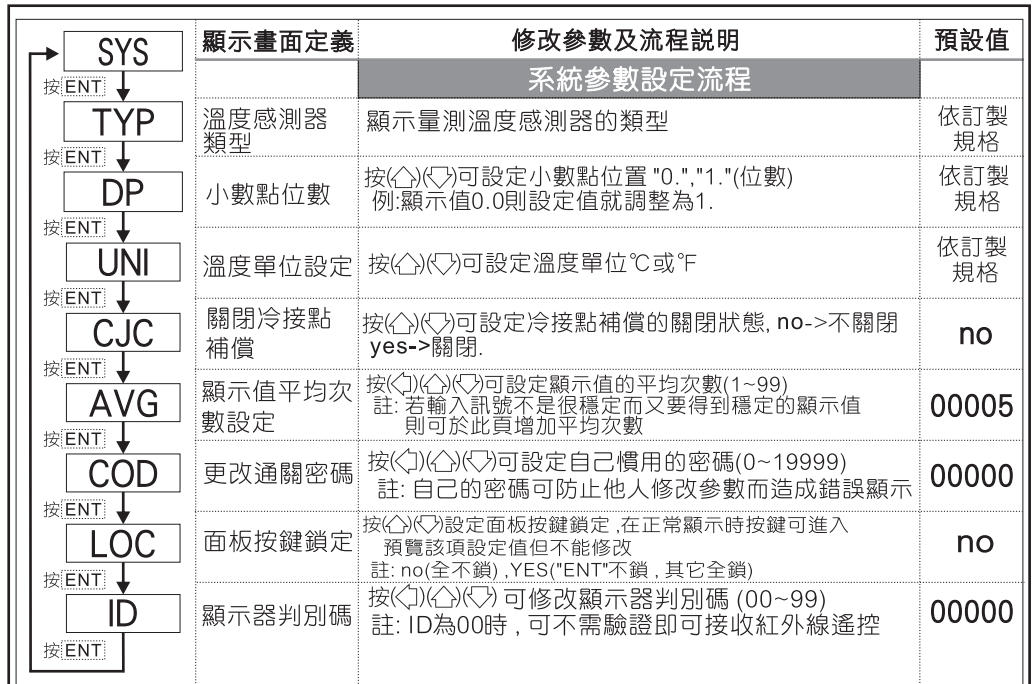 SYS
顯示畫面定義
修改參數及流程説明
預設值
按ENT
系統參數設定流程
TYP
溫度感測器
類型
顯示量測溫度感測器的類型
依訂製
規格
按ENT
DP
小數點位數
按(△)(▽)可設定小數點位置 "0.","1."(位數)
例:顯示值0.0則設定值就調整為1.
依訂製
規格
按ENT
UNI
溫度單位設定
按(△)(▽)可設定溫度單位℃或℉
依訂製
規格
按ENT
CJC
關閉冷接點
補償
按(△)(▽)可設定冷接點補償的關閉狀態, no->不關閉
yes->關閉.
no
按ENT
AVG
顯示值平均次
數設定
按(◁)(△)(▽)可設定顯示值的平均次數(1~99)
註: 若輸入訊號不是很穩定而又要得到穩定的顯示值
則可於此頁增加平均次數
00005
按ENT
COD
更改通關密碼
按(◁)(△)(▽)可設定自己慣用的密碼(0~19999)
註: 自己的密碼可防止他人修改參數而造成錯誤顯示
00000
按ENT
LOC
面板按鍵鎖定
按(△)(▽)設定面板按鍵鎖定 ,在正常顯示時按鍵可進入
預覽該項設定值但不能修改
註: no(全不鎖) ,YES("ENT"不鎖 , 其它全鎖)
no
按ENT
ID
顯示器判別碼
按(◁)(△)(▽) 可修改顯示器判別碼 (00~99)
註: ID為00時 , 可不需驗證即可接收紅外線遙控
00000
按ENT